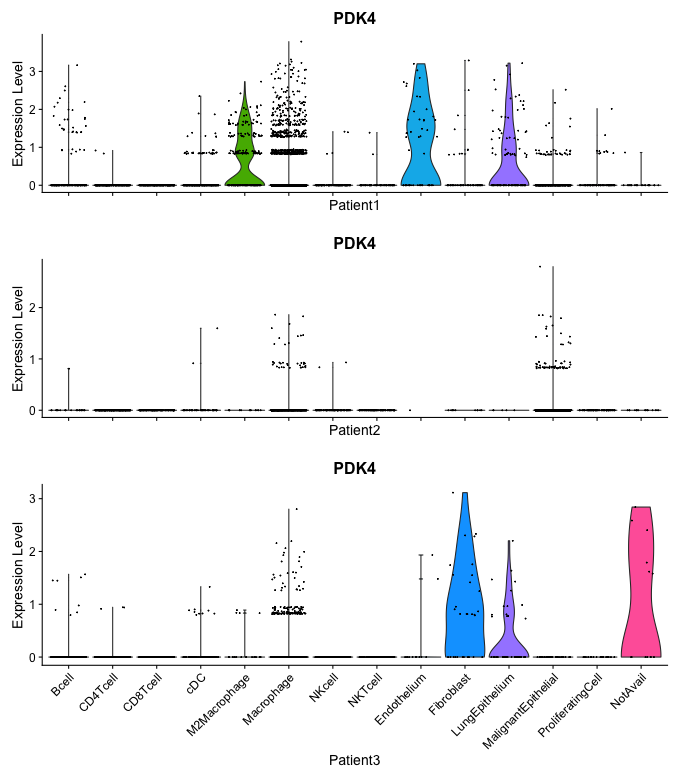 PDK4
Expression Level
3
2
1
0
Patient1
PDK4
Expression Level
2
1
0
Patient2
PDK4
Expression Level
3
2
1
0
Bcell
CD4Tcell
CD8Tcell
cDC
M2Macrophage
Macrophage
NKcell
NKTcell
Endothelium
Fibroblast
LungEpithelium
MalignantEpithelial
ProliferatingCell
NotAvail
Patient3